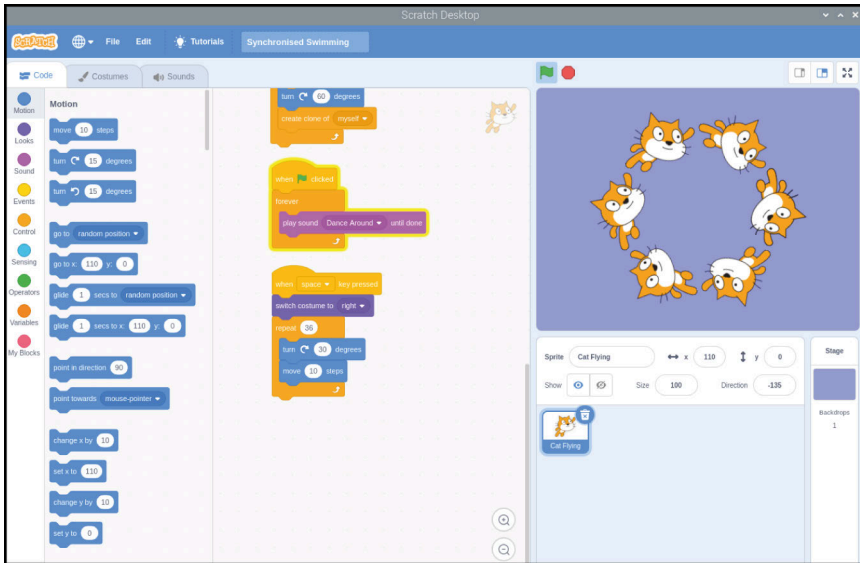 Scratch Desktop
SCRATCH File Edit Tutorials Synchronised Swimming
Code Costumes Sounds
Motion
Looks
Sound
Events
Control
Sensing
Operators
Variables
My Blocks
Motion
move 10 steps
turn 15 degrees
turn 15 degrees
go to random position
go to x: 110 y: 0
glide 1 secs to random position
glide 1 secs to x: 110 y: 0
point in direction 90
point towards mouse-pointer
change x by 10
set x to 110
change y by 10
set y to 0
turn 60 degrees
create clone of myself
when clicked
forever
play sound Dance Around until done
when space key pressed
switch costume to right
repeat 36
turn 30 degrees
move 10 steps
Sprite Cat Flying x 110 y 0
Show Size 100 Direction -135
Cat Flying
Stage
Backdrops
1